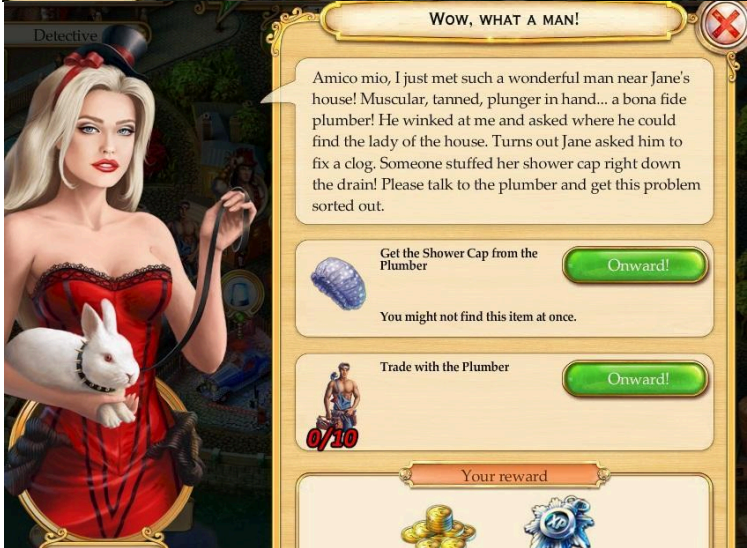 Detective
WOW, WHAT A MAN!
Amico mio, I just met such a wonderful man near Jane's
house! Muscular, tanned, plunger in hand... a bona fide
plumber! He winked at me and asked where he could
find the lady of the house. Turns out Jane asked him to
fix a clog. Someone stuffed her shower cap right down
the drain! Please talk to the plumber and get this problem
sorted out.
Get the Shower Cap from the
Plumber
Onward!
You might not find this item at once.
Trade with the Plumber
Onward!
0/10
Your reward
XP